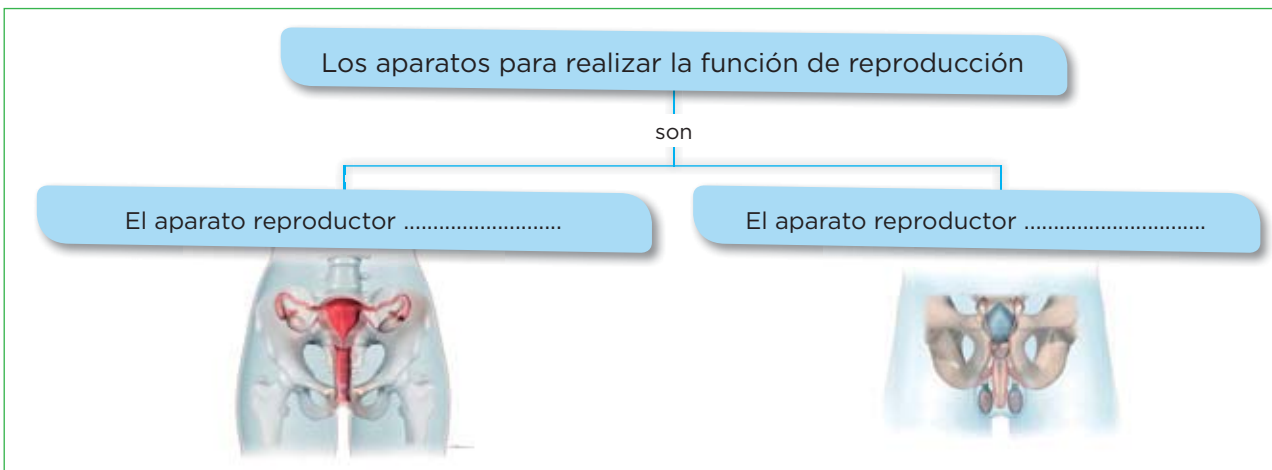 Los aparatos para realizar la función de reproducción
son
El aparato reproductor ...........................
El aparato reproductor ...............................